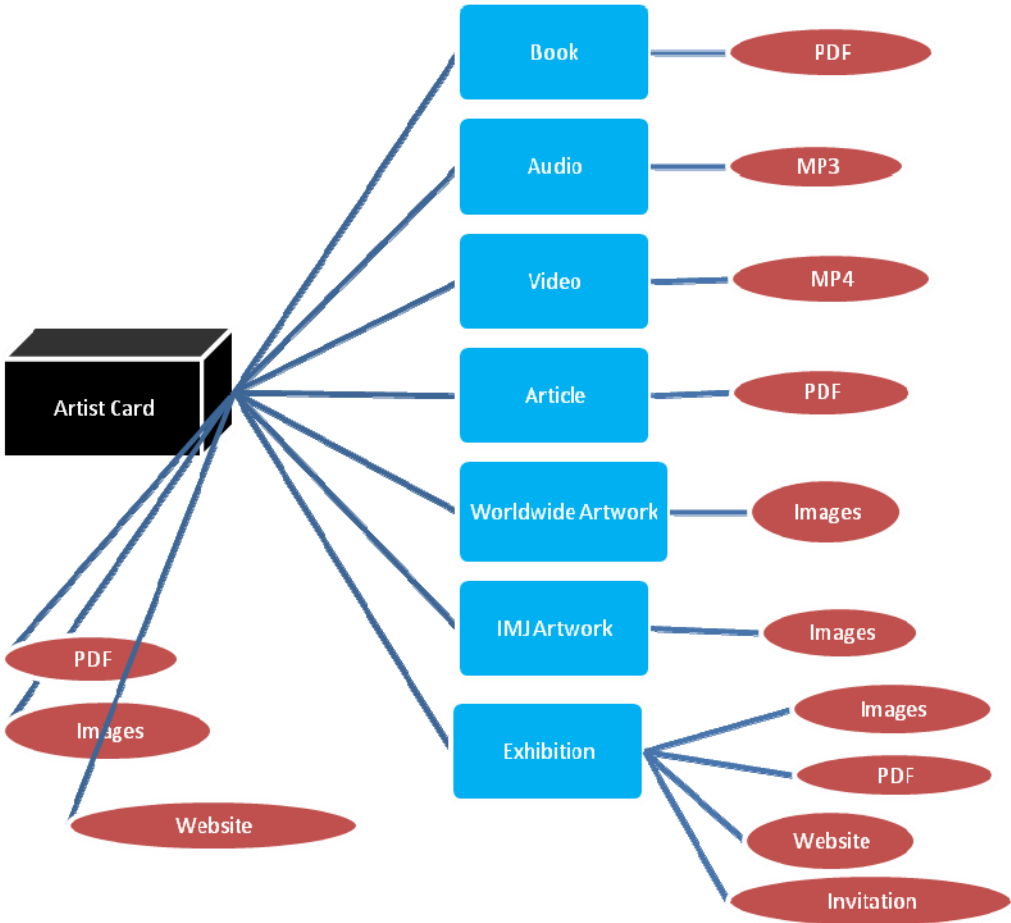 Book
PDF
Audio
MP3
Video
MP4
Artist Card
Article
PDF
Worldwide Artwork
Images
IMJ Artwork
Images
PDF
Images
Website
Exhibition
Images
PDF
Website
Invitation